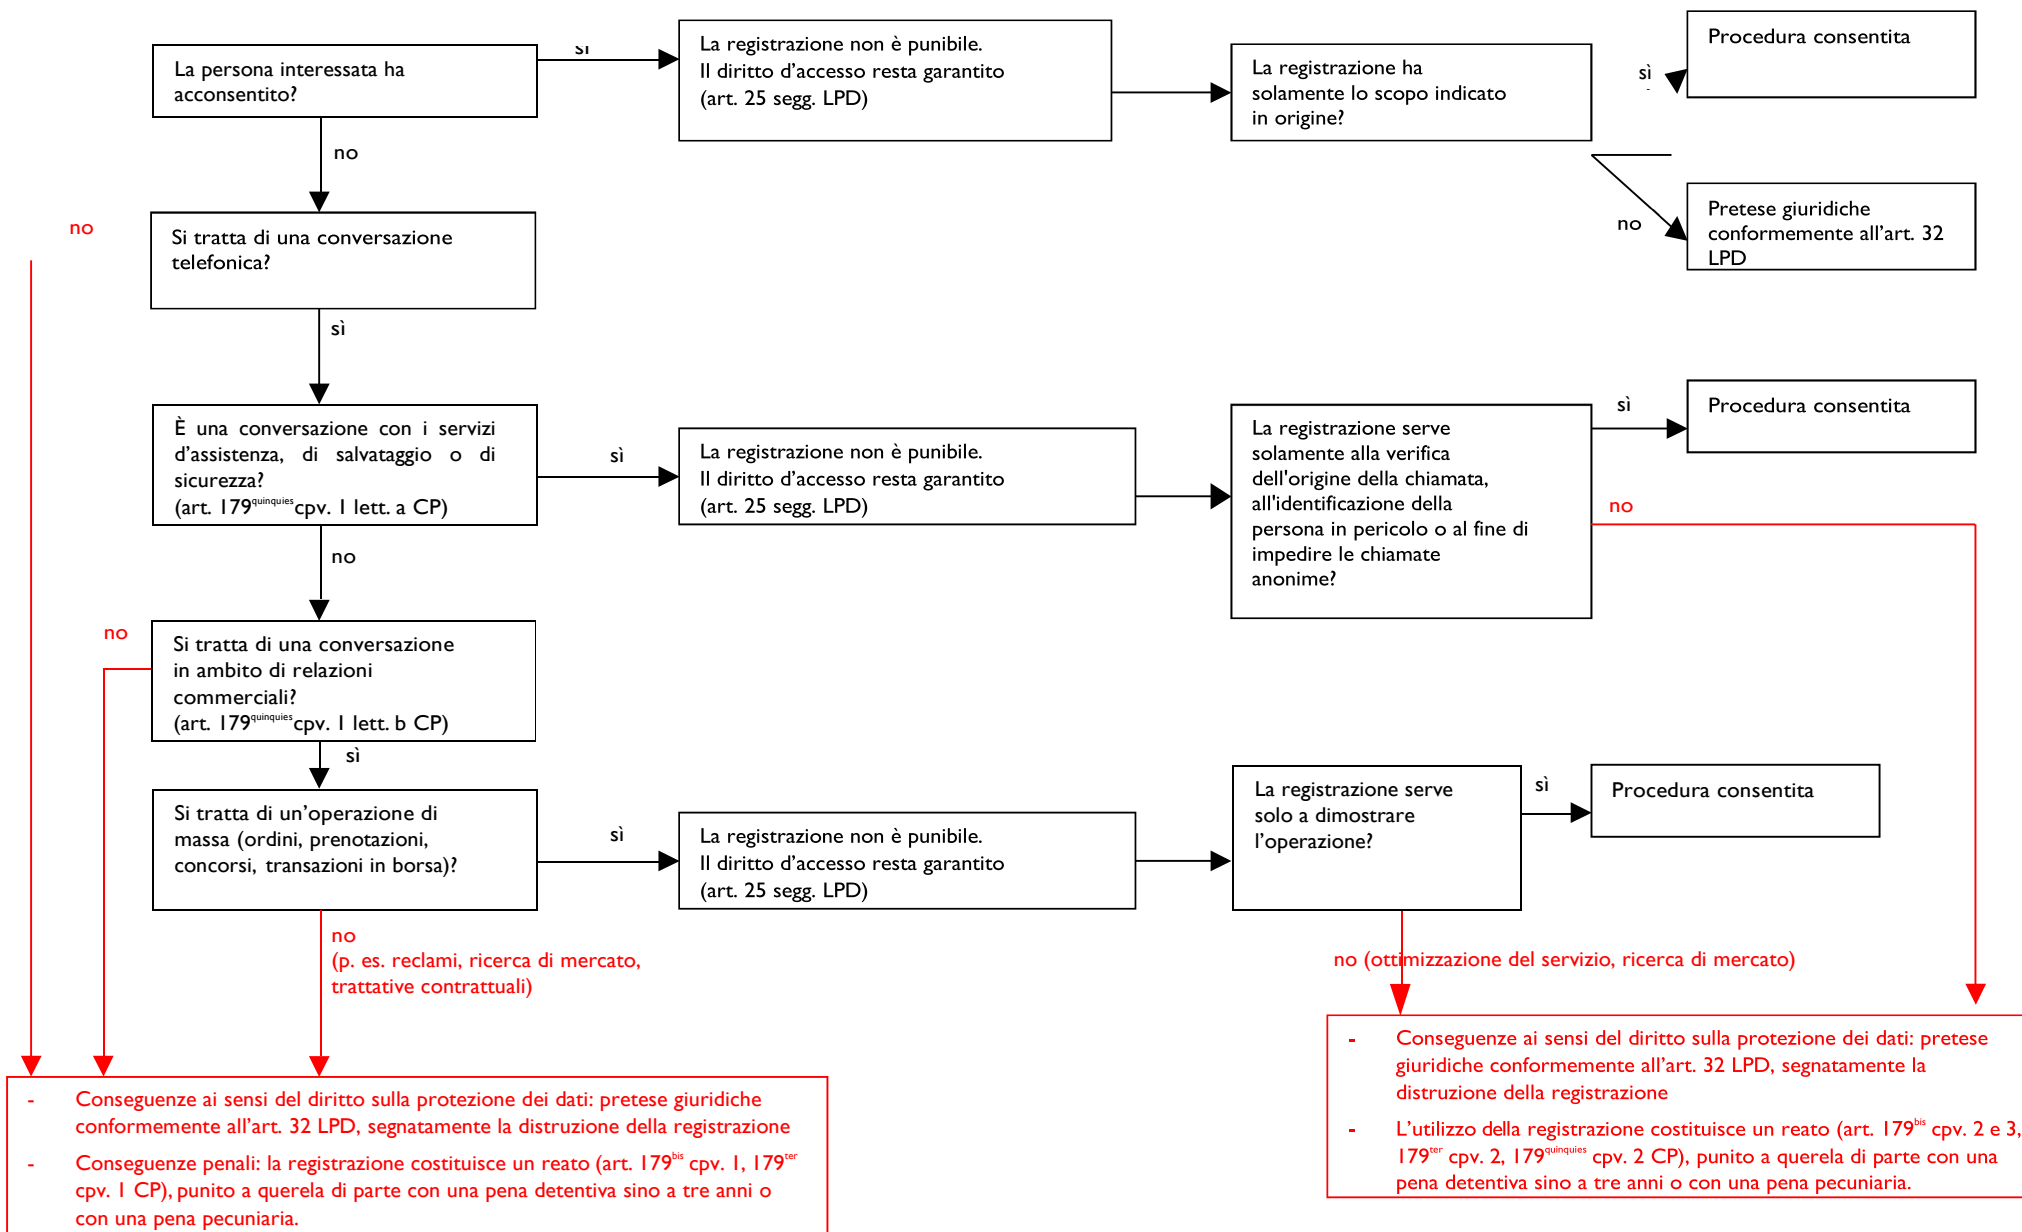 La persona interessata ha
acconsentito?
sì
La registrazione non è punibile.
Il diritto d’accesso resta garantito
(art. 25 segg. LPD)
La registrazione ha
solamente lo scopo indicato
in origine?
sì
Procedura consentita
no
Pretese giuridiche
conformemente all’art. 32
LPD
no
no
Si tratta di una conversazione
telefonica?
sì
È una conversazione con i servizi
d’assistenza, di salvataggio o di
sicurezza?
(art. 179quinquies cpv. 1 lett. a CP)
sì
La registrazione non è punibile.
Il diritto d’accesso resta garantito
(art. 25 segg. LPD)
La registrazione serve
solamente alla verifica
dell'origine della chiamata,
all'identificazione della
persona in pericolo o al fine di
impedire le chiamate
anonime?
sì
Procedura consentita
no
no
no
Si tratta di una conversazione
in ambito di relazioni
commerciali?
(art. 179quinquies cpv. 1 lett. b CP)
sì
Si tratta di un’operazione di
massa (ordini, prenotazioni,
concorsi, transazioni in borsa)?
sì
La registrazione non è punibile.
Il diritto d’accesso resta garantito
(art. 25 segg. LPD)
La registrazione serve
solo a dimostrare
l’operazione?
sì
Procedura consentita
no
(p. es. reclami, ricerca di mercato,
trattative contrattuali)
no (ottimizzazione del servizio, ricerca di mercato)
- Conseguenze ai sensi del diritto sulla protezione dei dati: pretese giuridiche
conformemente all’art. 32 LPD, segnatamente la distruzione della registrazione
- Conseguenze penali: la registrazione costituisce un reato (art. 179bis cpv. 1, 179ter
cpv. 1 CP), punito a querela di parte con una pena detentiva sino a tre anni o
con una pena pecuniaria.
- Conseguenze ai sensi del diritto sulla protezione dei dati: pretese
giuridiche conformemente all’art. 32 LPD, segnatamente la
distruzione della registrazione
- L’utilizzo della registrazione costituisce un reato (art. 179bis cpv. 2 e 3,
179ter cpv. 2, 179quinquies cpv. 2 CP), punito a querela di parte con una
pena detentiva sino a tre anni o con una pena pecuniaria.